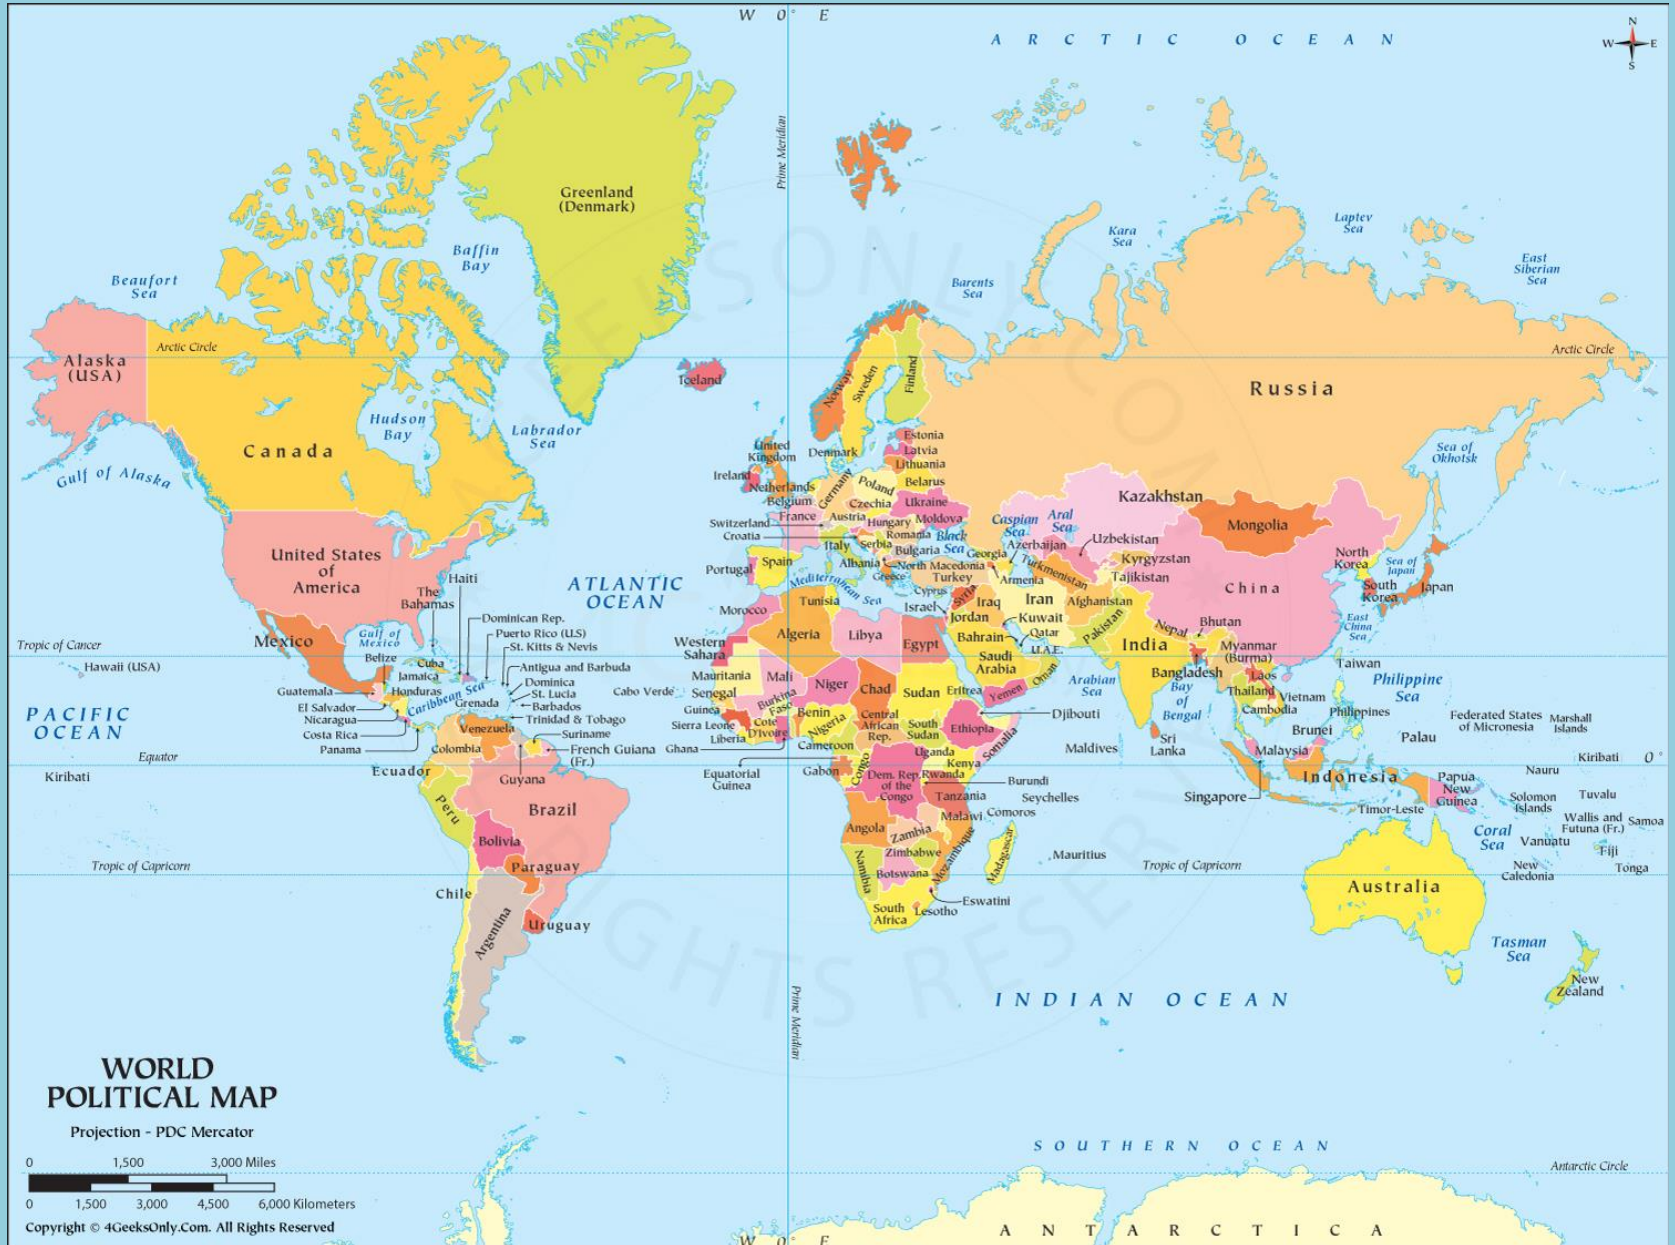 W 0° E
ARCTIC OCEAN
N
W E
S
Prime Meridian
Greenland
(Denmark)
Baffin
Bay
Beaufort
Sea
Kara
Sea
Laptev
Sea
East
Siberian
Sea
Barents
Sea
Arctic Circle
Arctic Circle
Alaska
(USA)
Iceland
Norway
Sweden
Finland
Russia
Canada
Hudson
Bay
Labrador
Sea
Gulf of Alaska
Sea of
Okhotsk
United
Kingdom
Ireland
Denmark
Estonia
Latvia
Lithuania
Belarus
Netherlands
Belgium
Germany
Poland
Czechia
Ukraine
France
Austria
Hungary
Moldova
Switzerland
Croatia
Romania
Italy
Serbia
Bulgaria
Black
Sea
Caspian
Sea
Aral
Sea
Kazakhstan
Mongolia
Uzbekistan
Azerbaijan
Georgia
Kyrgyzstan
Turkmenistan
Tajikistan
Armenia
Portugal
Spain
Albania
North Macedonia
Greece
Turkey
Mediterranean Sea
Cyprus
Syria
Israel
Iraq
Iran
Afghanistan
Jordan
Kuwait
Pakistan
China
North
Korea
South
Korea
Sea of
Japan
Japan
East
China
Sea
United States
of
America
ATLANTIC
OCEAN
Haiti
The
Bahamas
Dominican Rep.
Puerto Rico (US)
St. Kitts & Nevis
Antigua and Barbuda
Dominica
St. Lucia
Barbados
Grenada
Trinidad & Tobago
Suriname
French Guiana
(Fr.)
Mexico
Gulf of
Mexico
Belize
Cuba
Jamaica
Honduras
Caribbean Sea
Guatemala
El Salvador
Nicaragua
Costa Rica
Panama
Tropic of Cancer
Hawaii (USA)
PACIFIC
OCEAN
Morocco
Tunisia
Algeria
Libya
Egypt
Western
Sahara
Bahrain
Qatar
U.A.E.
Saudi
Arabia
Oman
Yemen
India
Nepal
Bhutan
Myanmar
(Burma)
Bangladesh
Laos
Thailand
Vietnam
Cambodia
Taiwan
Philippine
Sea
Philippines
Arabian
Sea
Bay
of
Bengal
Mauritania
Mali
Niger
Chad
Sudan
Eritrea
Cabo Verde
Senegal
Guinea
Burkina
Faso
Sierra Leone
Liberia
Cote
D'Ivoire
Ghana
Benin
Nigeria
Cameroon
Central
African
Rep.
South
Sudan
Ethiopia
Somalia
Djibouti
Uganda
Kenya
Equatorial
Guinea
Gabon
Congo
Dem. Rep.
of the
Congo
Rwanda
Burundi
Tanzania
Seychelles
Comoros
Malawi
Angola
Zambia
Mozambique
Madagascar
Zimbabwe
Namibia
Botswana
Mauritius
South
Africa
Lesotho
Eswatini
Maldives
Sri
Lanka
Brunei
Malaysia
Singapore
Indonesia
Timor-Leste
Palau
Federated States
of Micronesia
Marshall
Islands
Kiribati
0°
Nauru
Papua
New
Guinea
Solomon
Islands
Tuvalu
Wallis and
Futuna (Fr.)
Samoa
Coral
Sea
Vanuatu
Fiji
New
Caledonia
Tonga
Tropic of Capricorn
Australia
Tasman
Sea
New
Zealand
INDIAN OCEAN
Equator
Kiribati
Venezuela
Colombia
Ecuador
Guyana
Peru
Brazil
Bolivia
Paraguay
Tropic of Capricorn
Chile
Argentina
Uruguay
Prime Meridian
WORLD
POLITICAL MAP
Projection - PDC Mercator
0 1,500 3,000 Miles
0 1,500 3,000 4,500 6,000 Kilometers
Copyright © 4GeeksOnly.Com. All Rights Reserved
SOUTHERN OCEAN
Antarctic Circle
ANTARCTICA
W 0° E